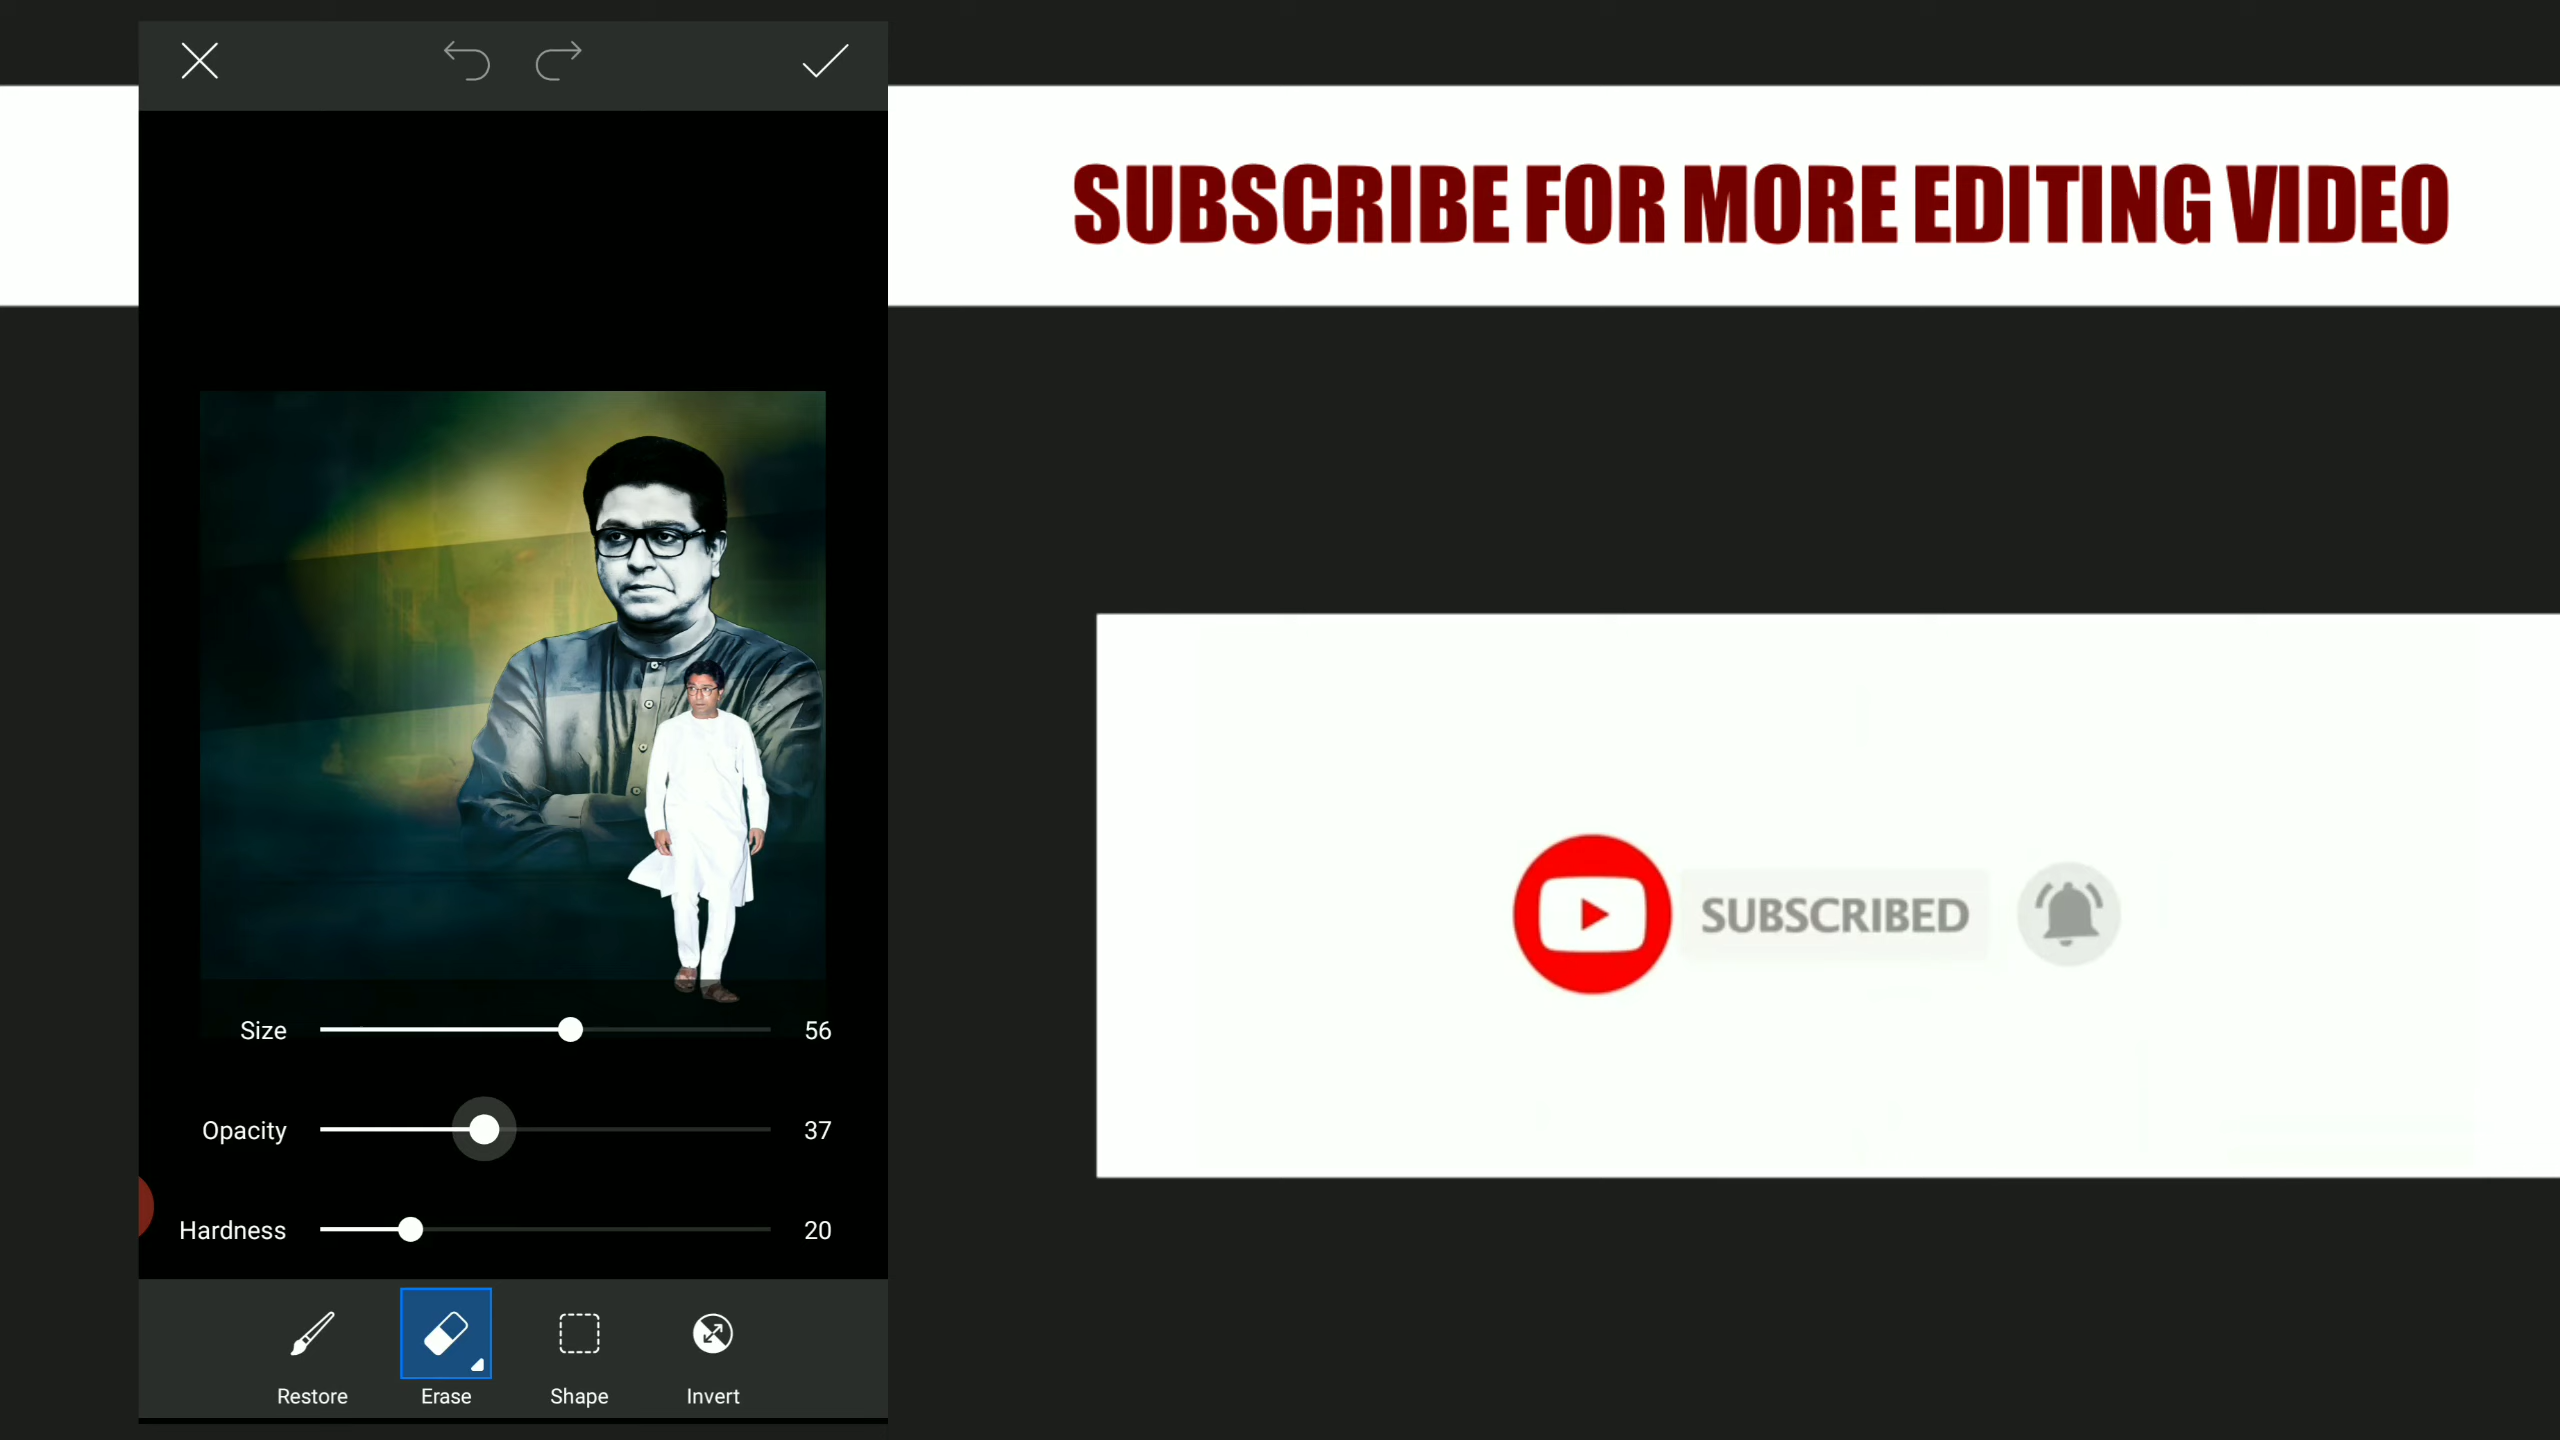 SUBSCRIBE FOR MORE EDITING VIDEO
SUBSCRIBED
Size 56
Opacity 37
Hardness 20
Restore Erase Shape Invert